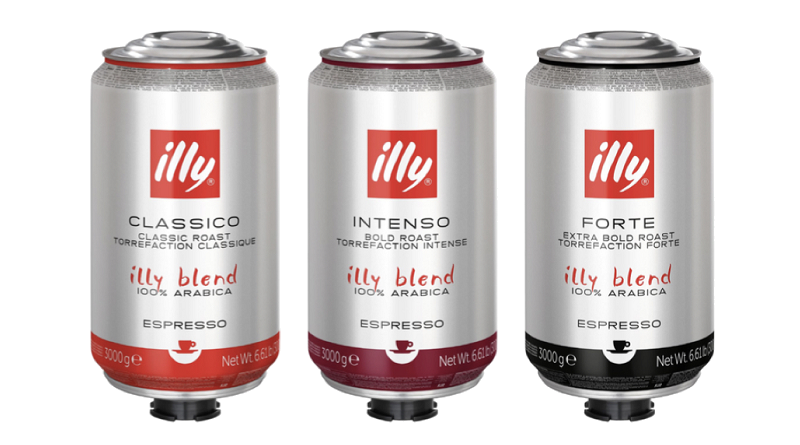 illy®
CLASSICO
CLASSIC ROAST
TORREFACTION CLASSIQUE
illy blend
100% ARABICA
ESPRESSO
3000g℮
Net Wt. 6.61lb
illy®
INTENSO
BOLD ROAST
TORREFACTION INTENSE
illy blend
100% ARABICA
ESPRESSO
3000g℮
Net Wt. 6.61lb
illy®
FORTE
EXTRA BOLD ROAST
TORREFACTION FORTE
illy blend
100% ARABICA
ESPRESSO
3000g℮
Net Wt. 6.61lb